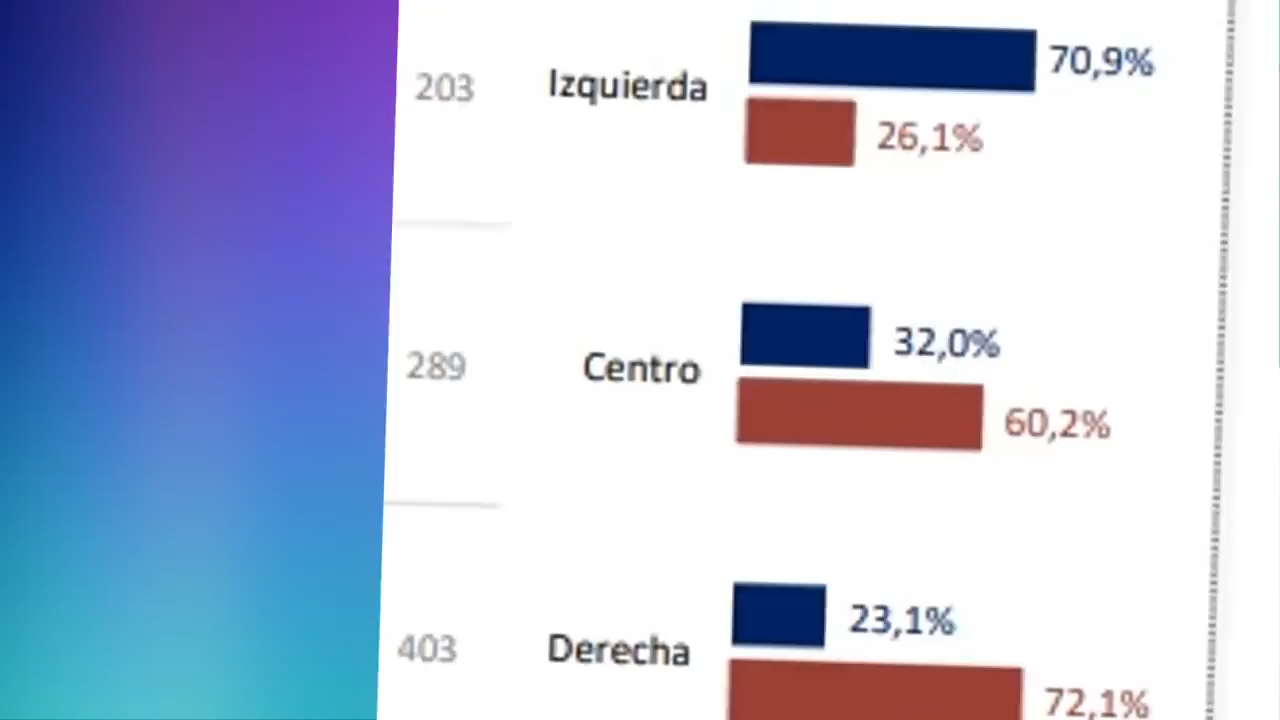 203 Izquierda 70,9%
26,1%
289 Centro 32,0%
60,2%
403 Derecha 23,1%
72,1%